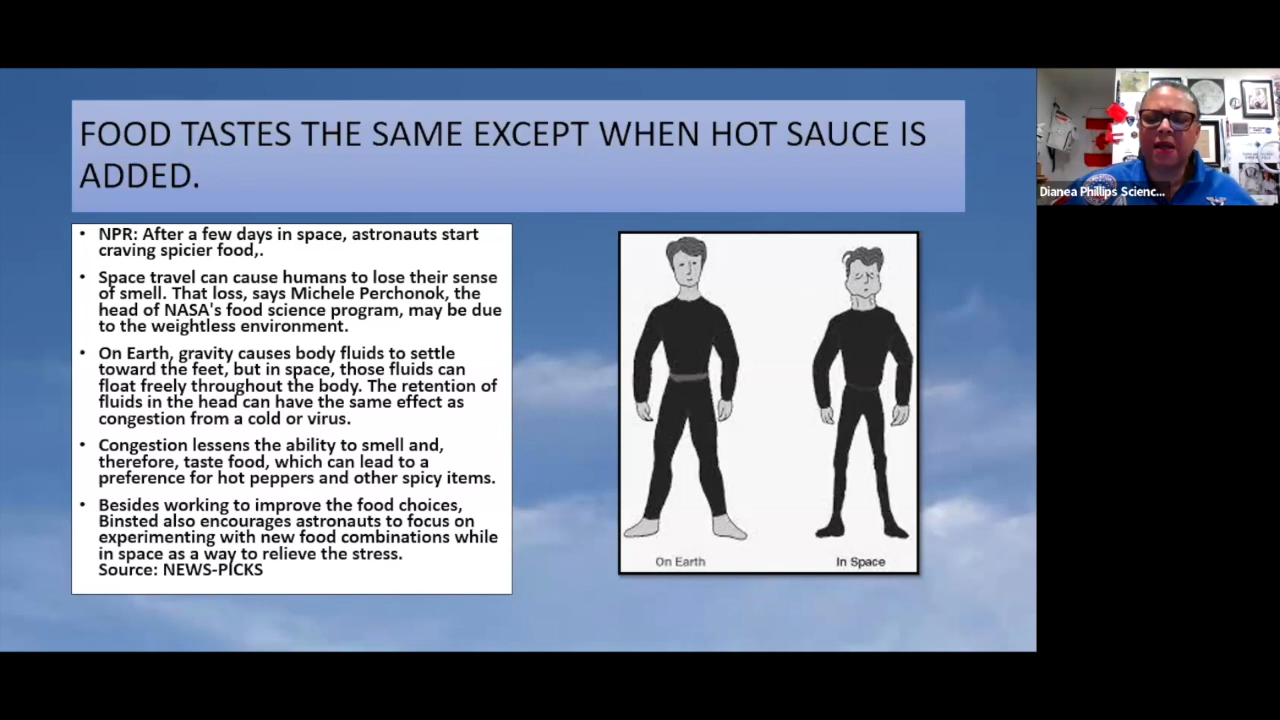 FOOD TASTES THE SAME EXCEPT WHEN HOT SAUCE IS
ADDED.
• NPR: After a few days in space, astronauts start
craving spicier food,.
• Space travel can cause humans to lose their sense
of smell. That loss, says Michele Perchonok, the
head of NASA's food science program, may be due
to the weightless environment.
• On Earth, gravity causes body fluids to settle
toward the feet, but in space, those fluids can
float freely throughout the body. The retention of
fluids in the head can have the same effect as
congestion from a cold or virus.
• Congestion lessens the ability to smell and,
therefore, taste food, which can lead to a
preference for hot peppers and other spicy items.
• Besides working to improve the food choices,
Binsted also encourages astronauts to focus on
experimenting with new food combinations while
in space as a way to relieve the stress.
Source: NEWS-PICKS
On Earth
In Space
Dianea Phillips Scienc...